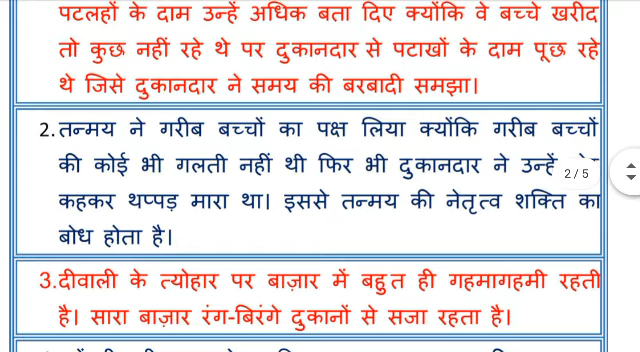 पटलहों के दाम उन्हें अधिक बता दिए क्योंकि वे बच्चे खरीद
तो कुछ नहीं रहे थे पर दुकानदार से पटाखों के दाम पूछ रहे
थे जिसे दुकानदार ने समय की बरबादी समझा।
2. तन्मय ने गरीब बच्चों का पक्ष लिया क्योंकि गरीब बच्चों
की कोई भी गलती नहीं थी फिर भी दुकानदार ने उन्हें
2 / 5
कहकर थप्पड़ मारा था। इससे तन्मय की नेतृत्व शक्ति का
बोध होता है।
3. दीवाली के त्योहार पर बाज़ार में बहुत ही गहमागहमी रहती
है। सारा बाज़ार रंग-बिरंगे दुकानों से सजा रहता है।